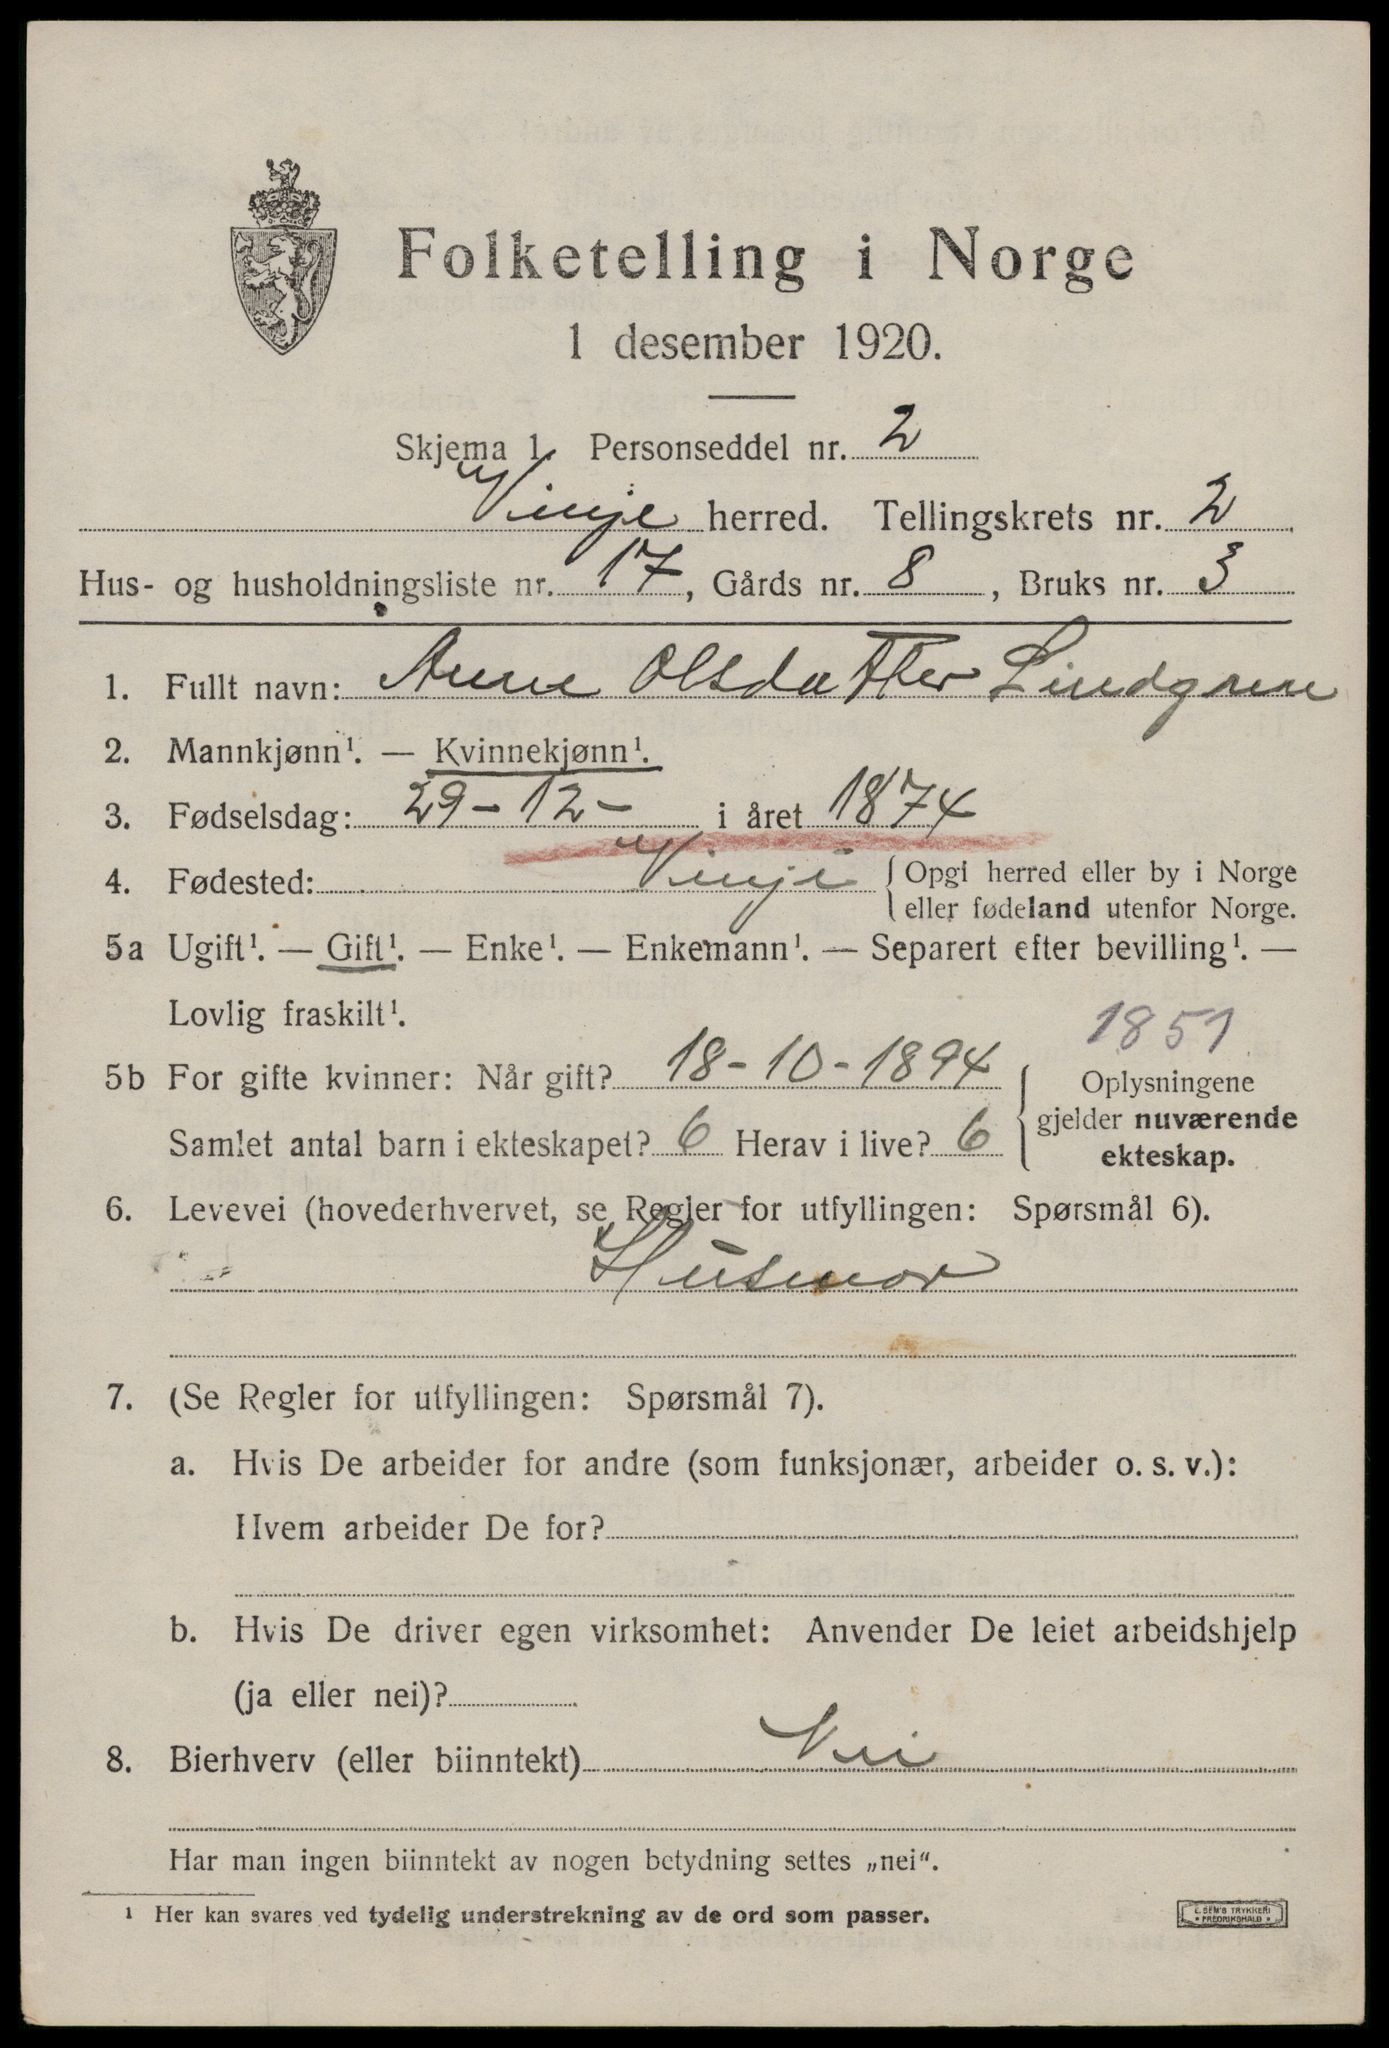 Folketelling i Norge
1 desember 1920.
Skjema 1. Personseddel nr. 2
Vinje herred. Tellingskrets nr. 2
Hus- og husholdningsliste nr. 17, Gårds nr. 8, Bruks nr. 3
1. Fullt navn: Anne Olsdatter Lindgren
2. Mannkjønn¹. — Kvinnekjønn¹.
3. Fødselsdag: 29-12- i året 1874
4. Fødested: Vinje { Opgi herred eller by i Norge
eller fødeland utenfor Norge.
5a Ugift¹. — Gift¹. — Enke¹. — Enkemann¹. — Separert efter bevilling¹. —
Lovlig fraskilt¹.
1851
5b For gifte kvinner: Når gift? 18-10-1894 { Oplysningene
gjelder nuværende
Samlet antal barn i ekteskapet? 6 Herav i live? 6
ekteskap.
6. Levevei (hovederhvervet, se Regler for utfyllingen: Spørsmål 6).
Husmor
7. (Se Regler for utfyllingen: Spørsmål 7).
a. Hvis De arbeider for andre (som funksjonær, arbeider o. s. v.):
Hvem arbeider De for?
b. Hvis De driver egen virksomhet: Anvender De leiet arbeidshjelp
(ja eller nei)?
8. Bierhverv (eller biinntekt) Nei
Har man ingen biinntekt av nogen betydning settes „nei“.
¹ Her kan svares ved tydelig understrekning av de ord som passer.
E. SEM'S TRYKKERI
• FREDRIKSHALD •